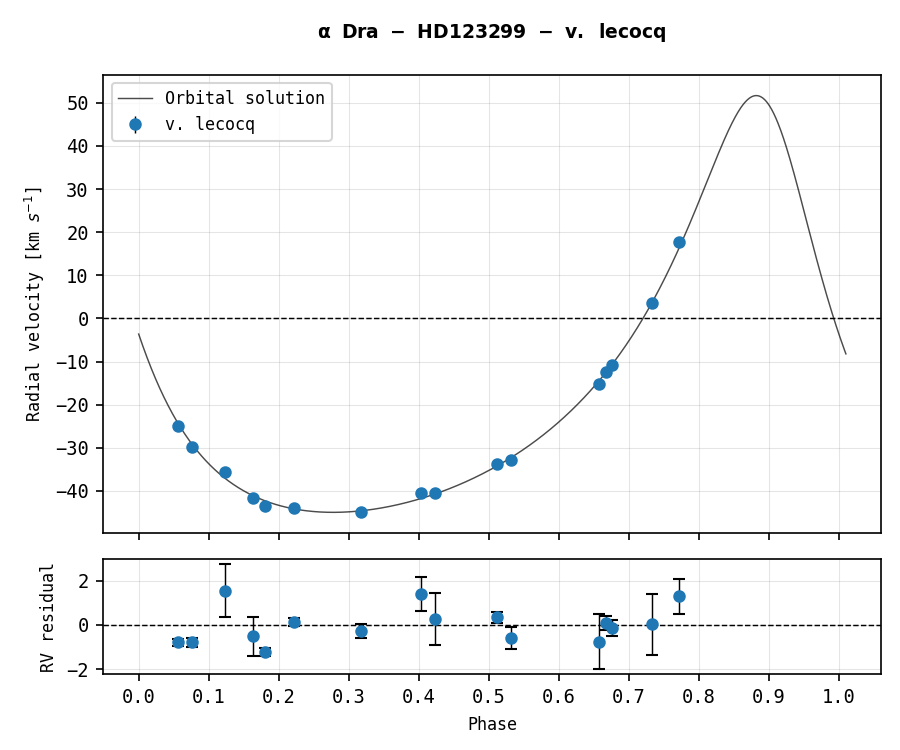 α Dra − HD123299 − v. lecocq
Orbital solution
v. lecocq
Radial velocity [km s⁻¹]
50
40
30
20
10
0
−10
−20
−30
−40
RV residual
2
0
−2
0.0 0.1 0.2 0.3 0.4 0.5 0.6 0.7 0.8 0.9 1.0
Phase